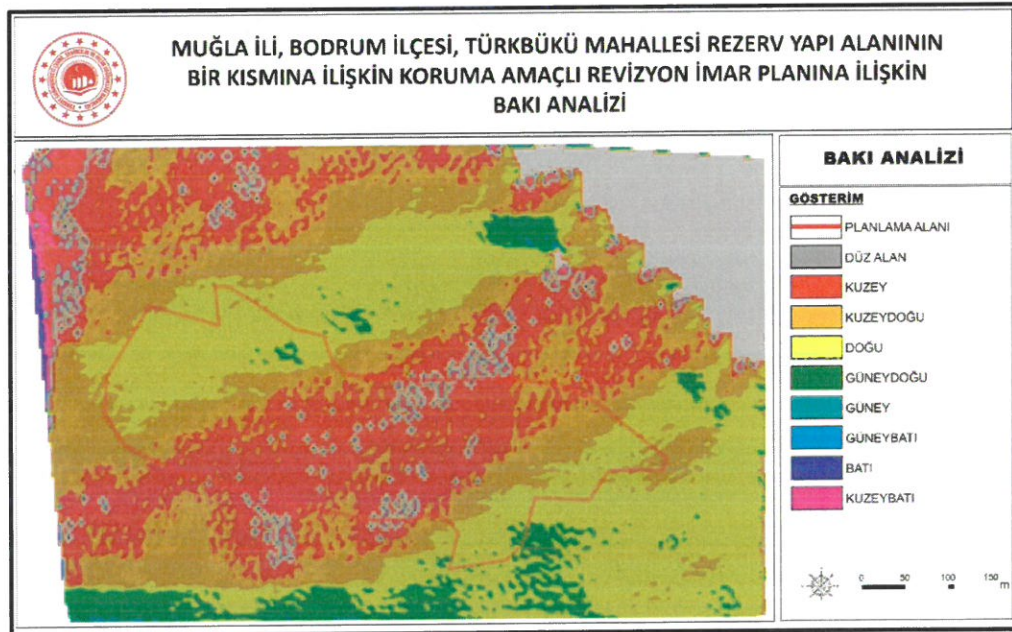 MUĞLA İLİ, BODRUM İLÇESİ, TÜRKBÜKÜ MAHALLESİ REZERV YAPI ALANININ
BİR KISMINA İLİŞKİN KORUMA AMAÇLI REVİZYON İMAR PLANINA İLİŞKİN
BAKI ANALİZİ
BAKI ANALİZİ
GÖSTERİM
PLANLAMA ALANI
DÜZ ALAN
KUZEY
KUZEYDOĞU
DOĞU
GÜNEYDOĞU
GÜNEY
GÜNEYBATI
BATI
KUZEYBATI
0 50 100 150 m